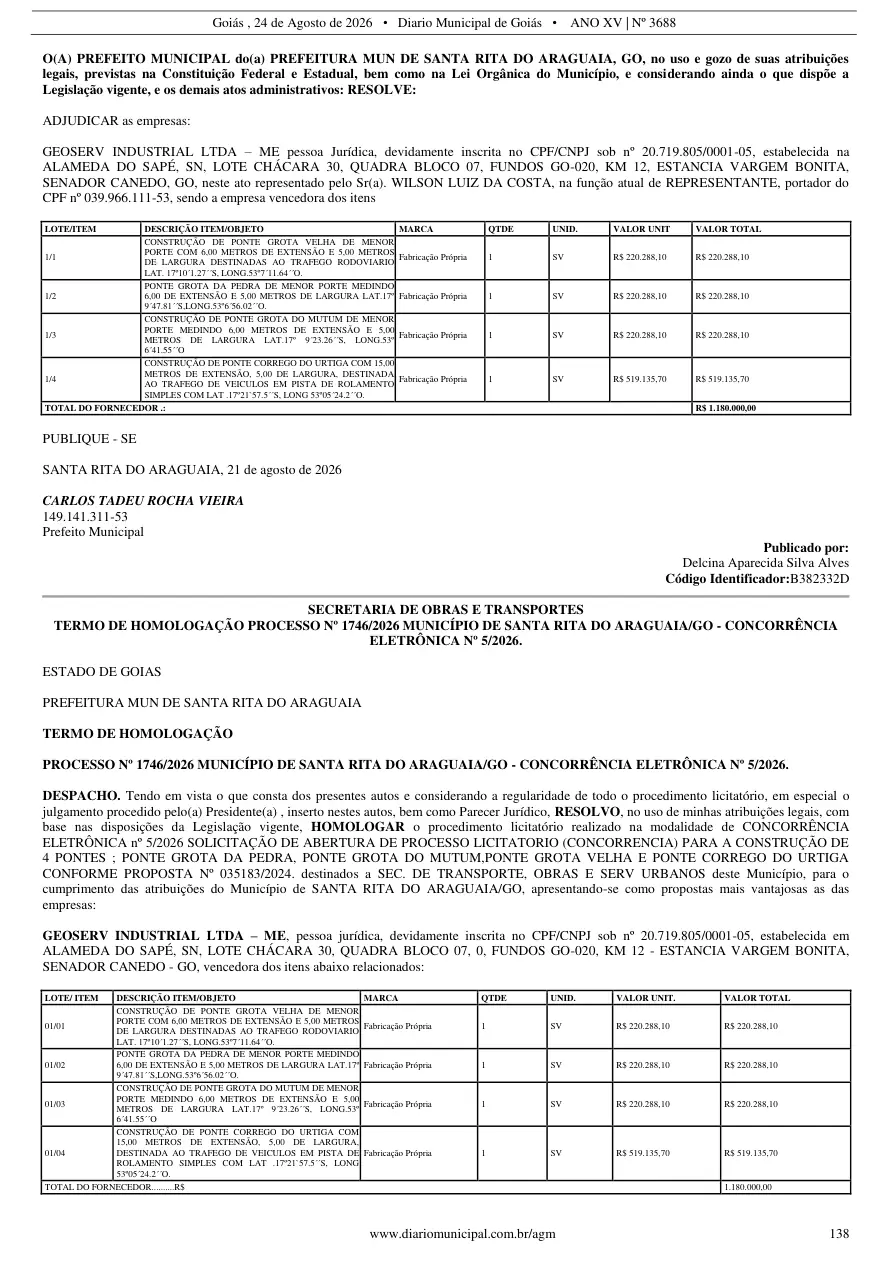 Goiás , 24 de Agosto de 2026 • Diario Municipal de Goiás • ANO XV | Nº 3688
O(A) PREFEITO MUNICIPAL do(a) PREFEITURA MUN DE SANTA RITA DO ARAGUAIA, GO, no uso e gozo de suas atribuições
legais, previstas na Constituição Federal e Estadual, bem como na Lei Orgânica do Município, e considerando ainda o que dispõe a
Legislação vigente, e os demais atos administrativos: RESOLVE:
ADJUDICAR as empresas:
GEOSERV INDUSTRIAL LTDA – ME pessoa Jurídica, devidamente inscrita no CPF/CNPJ sob nº 20.719.805/0001-05, estabelecida na
ALAMEDA DO SAPÉ, SN, LOTE CHÁCARA 30, QUADRA BLOCO 07, FUNDOS GO-020, KM 12, ESTANCIA VARGEM BONITA,
SENADOR CANEDO, GO, neste ato representado pelo Sr(a). WILSON LUIZ DA COSTA, na função atual de REPRESENTANTE, portador do
CPF nº 039.966.111-53, sendo a empresa vencedora dos itens
LOTE/ITEM DESCRIÇÃO ITEM/OBJETO MARCA QTDE UNID. VALOR UNIT VALOR TOTAL
CONSTRUÇÃO DE PONTE GROTA VELHA DE MENOR
PORTE COM 6,00 METROS DE EXTENSÃO E 5,00 METROS
DE LARGURA DESTINADAS AO TRAFEGO RODOVIARIO
LAT. 17º10´1.27´´S, LONG.53º7´11.64´´O.
1/1 Fabricação Própria 1 SV R$ 220.288,10 R$ 220.288,10
PONTE GROTA DA PEDRA DE MENOR PORTE MEDINDO
6,00 DE EXTENSÃO E 5,00 METROS DE LARGURA LAT.17º
9´47.81´´S,LONG.53º6´56.02´´O.
1/2 Fabricação Própria 1 SV R$ 220.288,10 R$ 220.288,10
CONSTRUÇÃO DE PONTE GROTA DO MUTUM DE MENOR
PORTE MEDINDO 6,00 METROS DE EXTENSÃO E 5,00
METROS DE LARGURA LAT.17º 9´23.26´´S, LONG.53º
6´41.55´´O
1/3 Fabricação Própria 1 SV R$ 220.288,10 R$ 220.288,10
CONSTRUÇÃO DE PONTE CORREGO DO URTIGA COM 15,00
METROS DE EXTENSÃO, 5,00 DE LARGURA, DESTINADA
AO TRAFEGO DE VEICULOS EM PISTA DE ROLAMENTO
SIMPLES COM LAT .17º21`57.5´´S, LONG 53º05´24.2´´O.
1/4 Fabricação Própria 1 SV R$ 519.135,70 R$ 519.135,70
TOTAL DO FORNECEDOR .: R$ 1.180.000,00
PUBLIQUE - SE
SANTA RITA DO ARAGUAIA, 21 de agosto de 2026
CARLOS TADEU ROCHA VIEIRA
149.141.311-53
Prefeito Municipal
Publicado por:
Delcina Aparecida Silva Alves
Código Identificador:B382332D
SECRETARIA DE OBRAS E TRANSPORTES
TERMO DE HOMOLOGAÇÃO PROCESSO Nº 1746/2026 MUNICÍPIO DE SANTA RITA DO ARAGUAIA/GO - CONCORRÊNCIA
ELETRÔNICA Nº 5/2026.
ESTADO DE GOIAS
PREFEITURA MUN DE SANTA RITA DO ARAGUAIA
TERMO DE HOMOLOGAÇÃO
PROCESSO Nº 1746/2026 MUNICÍPIO DE SANTA RITA DO ARAGUAIA/GO - CONCORRÊNCIA ELETRÔNICA Nº 5/2026.
DESPACHO. Tendo em vista o que consta dos presentes autos e considerando a regularidade de todo o procedimento licitatório, em especial o
julgamento procedido pelo(a) Presidente(a) , inserto nestes autos, bem como Parecer Jurídico, RESOLVO, no uso de minhas atribuições legais, com
base nas disposições da Legislação vigente, HOMOLOGAR o procedimento licitatório realizado na modalidade de CONCORRÊNCIA
ELETRÔNICA nº 5/2026 SOLICITAÇÃO DE ABERTURA DE PROCESSO LICITATORIO (CONCORRENCIA) PARA A CONSTRUÇÃO DE
4 PONTES ; PONTE GROTA DA PEDRA, PONTE GROTA DO MUTUM,PONTE GROTA VELHA E PONTE CORREGO DO URTIGA
CONFORME PROPOSTA Nº 035183/2024. destinados a SEC. DE TRANSPORTE, OBRAS E SERV URBANOS deste Município, para o
cumprimento das atribuições do Município de SANTA RITA DO ARAGUAIA/GO, apresentando-se como propostas mais vantajosas as das
empresas:
GEOSERV INDUSTRIAL LTDA – ME, pessoa jurídica, devidamente inscrita no CPF/CNPJ sob nº 20.719.805/0001-05, estabelecida em
ALAMEDA DO SAPÉ, SN, LOTE CHÁCARA 30, QUADRA BLOCO 07, 0, FUNDOS GO-020, KM 12 - ESTANCIA VARGEM BONITA,
SENADOR CANEDO - GO, vencedora dos itens abaixo relacionados:
LOTE/ ITEM DESCRIÇÃO ITEM/OBJETO MARCA QTDE UNID. VALOR UNIT. VALOR TOTAL
CONSTRUÇÃO DE PONTE GROTA VELHA DE MENOR
PORTE COM 6,00 METROS DE EXTENSÃO E 5,00 METROS
DE LARGURA DESTINADAS AO TRAFEGO RODOVIARIO
LAT. 17º10´1.27´´S, LONG.53º7´11.64´´O.
01/01 Fabricação Própria 1 SV R$ 220.288,10 R$ 220.288,10
PONTE GROTA DA PEDRA DE MENOR PORTE MEDINDO
6,00 DE EXTENSÃO E 5,00 METROS DE LARGURA LAT.17º
9´47.81´´S,LONG.53º6´56.02´´O.
01/02 Fabricação Própria 1 SV R$ 220.288,10 R$ 220.288,10
CONSTRUÇÃO DE PONTE GROTA DO MUTUM DE MENOR
PORTE MEDINDO 6,00 METROS DE EXTENSÃO E 5,00
METROS DE LARGURA LAT.17º 9´23.26´´S, LONG.53º
6´41.55´´O
01/03 Fabricação Própria 1 SV R$ 220.288,10 R$ 220.288,10
CONSTRUÇÃO DE PONTE CORREGO DO URTIGA COM
15,00 METROS DE EXTENSÃO, 5,00 DE LARGURA,
DESTINADA AO TRAFEGO DE VEICULOS EM PISTA DE
ROLAMENTO SIMPLES COM LAT .17º21`57.5´´S, LONG
53º05´24.2´´O.
01/04 Fabricação Própria 1 SV R$ 519.135,70 R$ 519.135,70
TOTAL DO FORNECEDOR..........R$ 1.180.000,00
www.diariomunicipal.com.br/agm 138